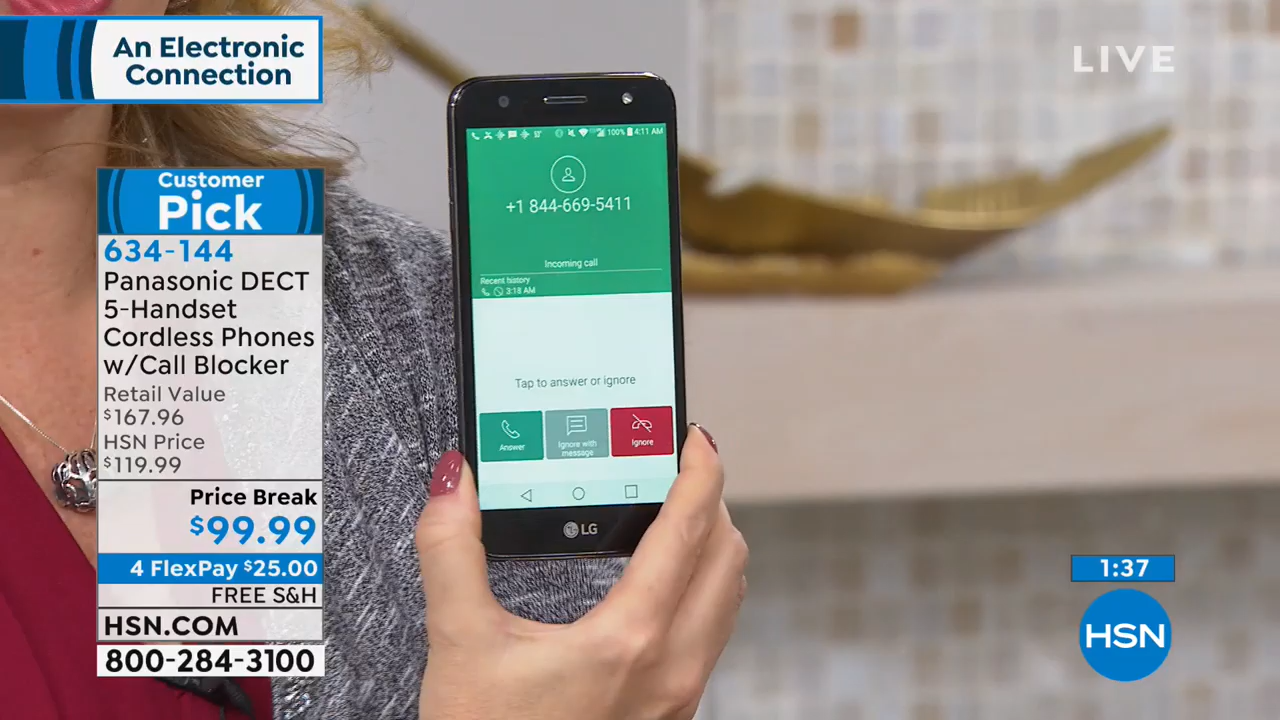 An Electronic
Connection
LIVE
Customer
Pick
634-144
Panasonic DECT
5-Handset
Cordless Phones
w/Call Blocker
Retail Value
$167.96
HSN Price
$119.99
Price Break
$99.99
4 FlexPay $25.00
FREE S&H
HSN.COM
800-284-3100
100% 4:11 AM
+1 844-669-5411
Incoming call
Recent history
3:18 AM
Tap to answer or ignore
Answer
Ignore with
message
Ignore
LG
1:37
HSN